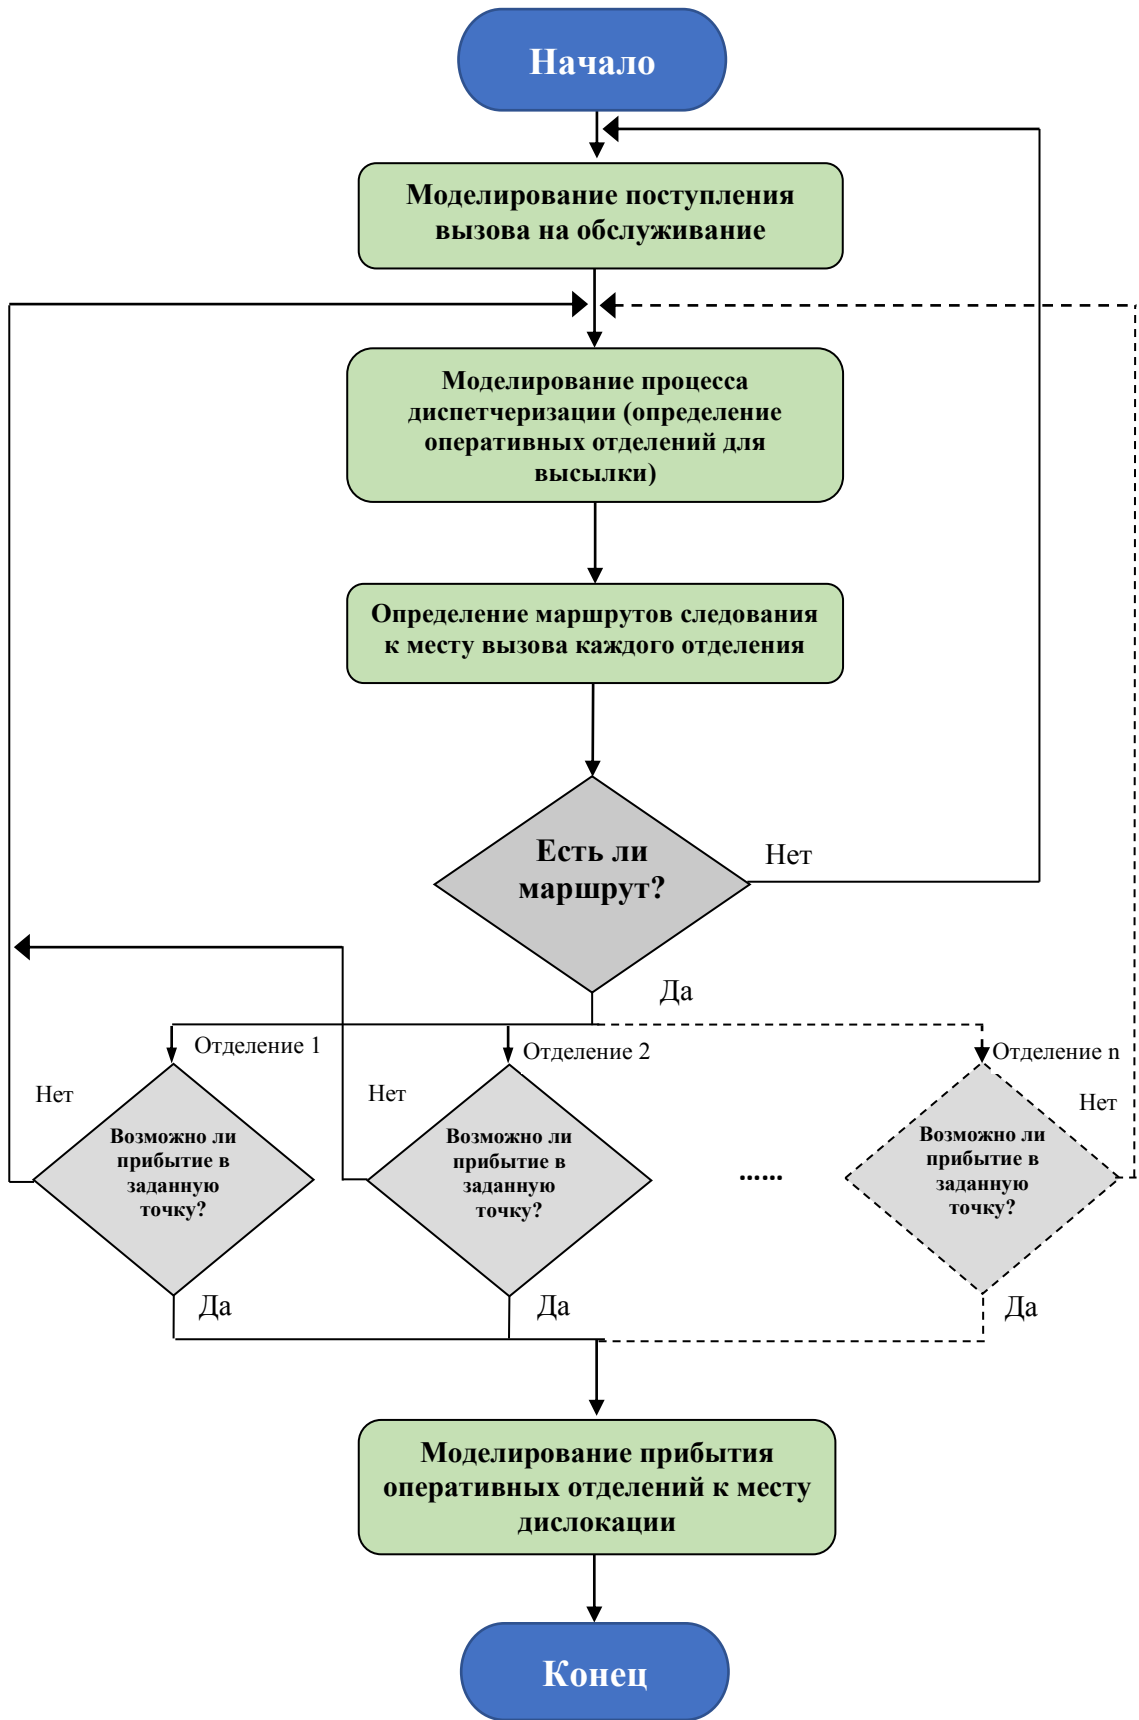 Начало
Моделирование поступления
вызова на обслуживание
Моделирование процесса
диспетчеризации (определение
оперативных отделений для
высылки)
Определение маршрутов следования
к месту вызова каждого отделения
Есть ли
маршрут?
Нет
Да
Отделение 1
Отделение 2
Отделение n
Нет
Нет
Нет
Возможно ли
прибытие в
заданную
точку?
Возможно ли
прибытие в
заданную
точку?
......
Возможно ли
прибытие в
заданную
точку?
Да
Да
Да
Моделирование прибытия
оперативных отделений к месту
дислокации
Конец